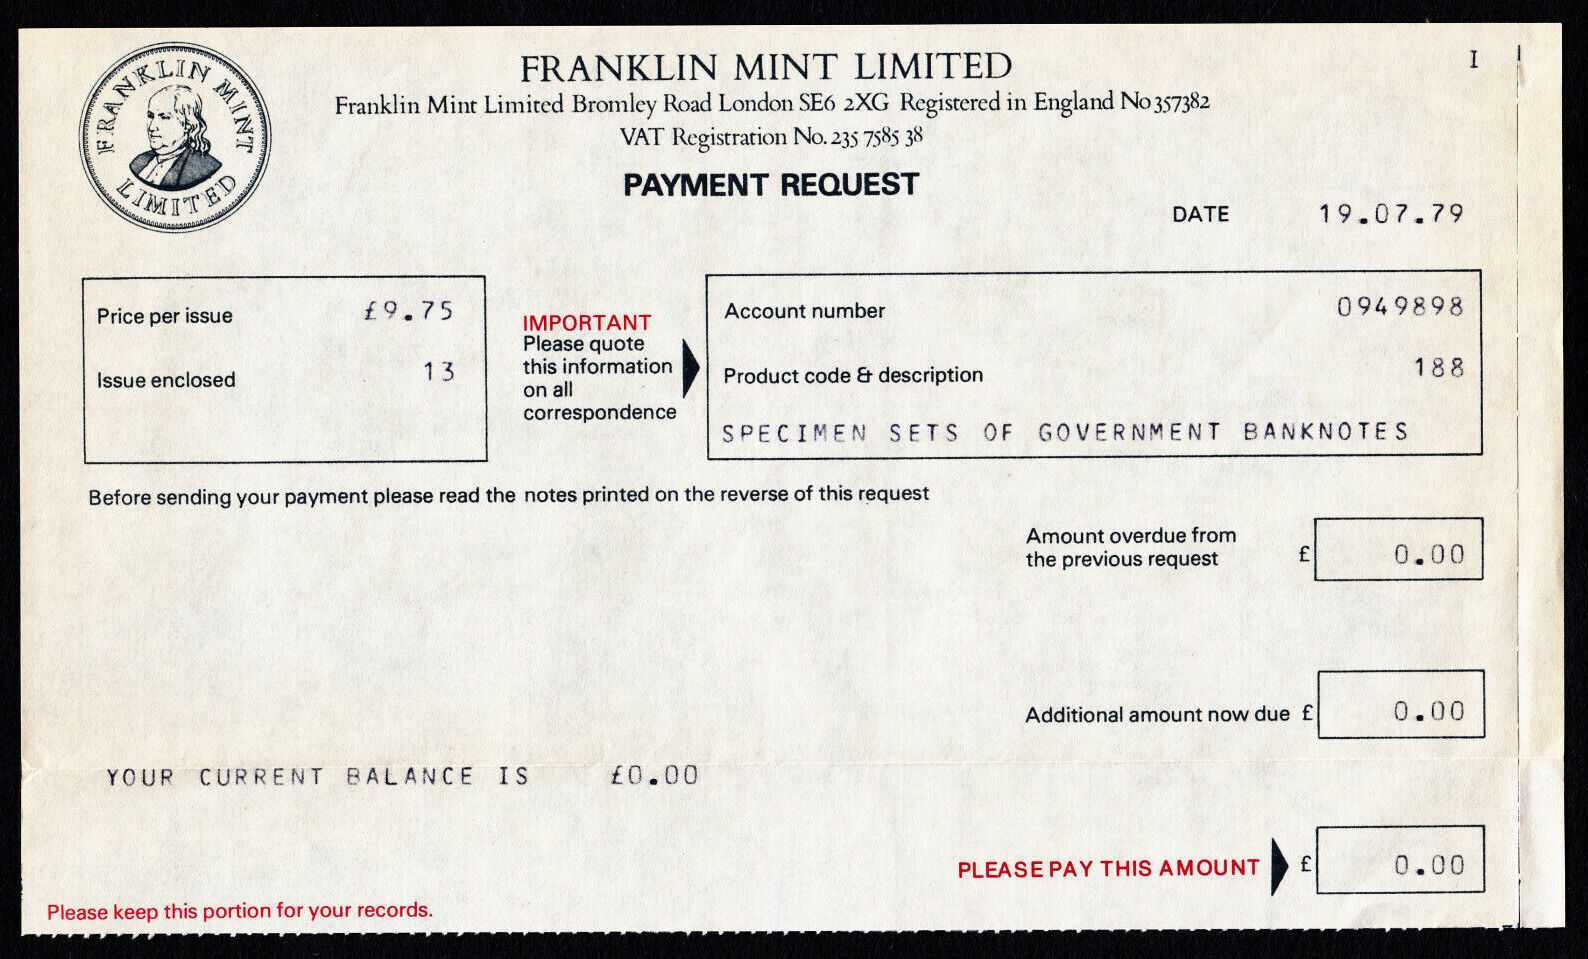 FRANKLIN MINT
LIMITED
FRANKLIN MINT LIMITED
I
Franklin Mint Limited Bromley Road London SE6 2XG Registered in England No 357382
VAT Registration No. 235 7585 38
PAYMENT REQUEST
DATE 19.07.79
Price per issue £9.75
Issue enclosed 13
IMPORTANT
Please quote
this information
on all
correspondence
Account number 0949898
Product code & description 188
SPECIMEN SETS OF GOVERNMENT BANKNOTES
Before sending your payment please read the notes printed on the reverse of this request
Amount overdue from
the previous request £ 0.00
Additional amount now due £ 0.00
YOUR CURRENT BALANCE IS £0.00
PLEASE PAY THIS AMOUNT £ 0.00
Please keep this portion for your records.